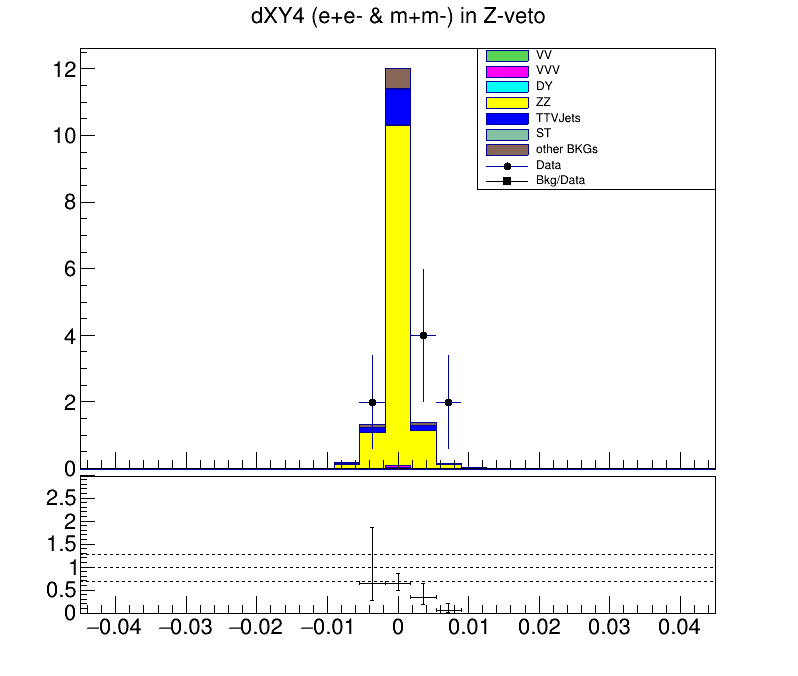 dXY4 (e+e- & m+m-) in Z-veto
VV
VVV
DY
ZZ
TTVJets
ST
other BKGs
Data
Bkg/Data
12
10
8
6
4
2
0
2.5
2
1.5
1
0.5
0
−0.04 −0.03 −0.02 −0.01 0 0.01 0.02 0.03 0.04